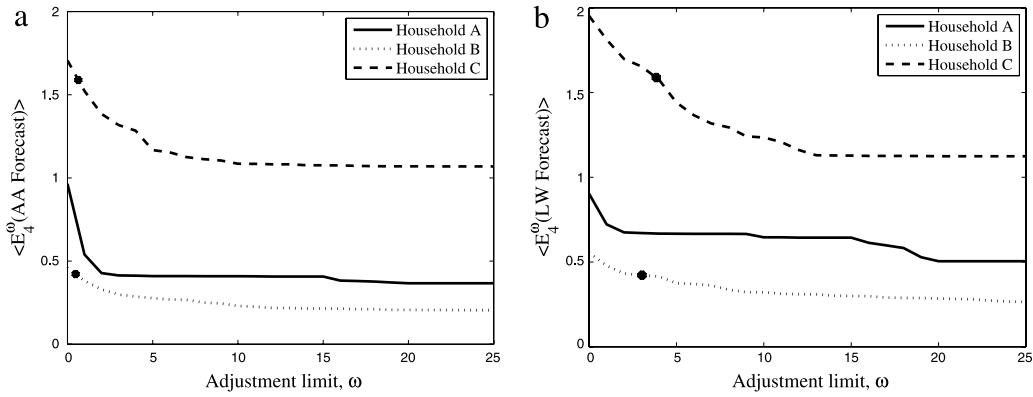 a
2
1.5
1
0.5
0
0 5 10 15 20 25
<E₄^ω(AA Forecast)>
Adjustment limit, ω
Household A
Household B
Household C
b
2
1.5
1
0.5
0
0 5 10 15 20 25
<E₄^ω(LW Forecast)>
Adjustment limit, ω
Household A
Household B
Household C